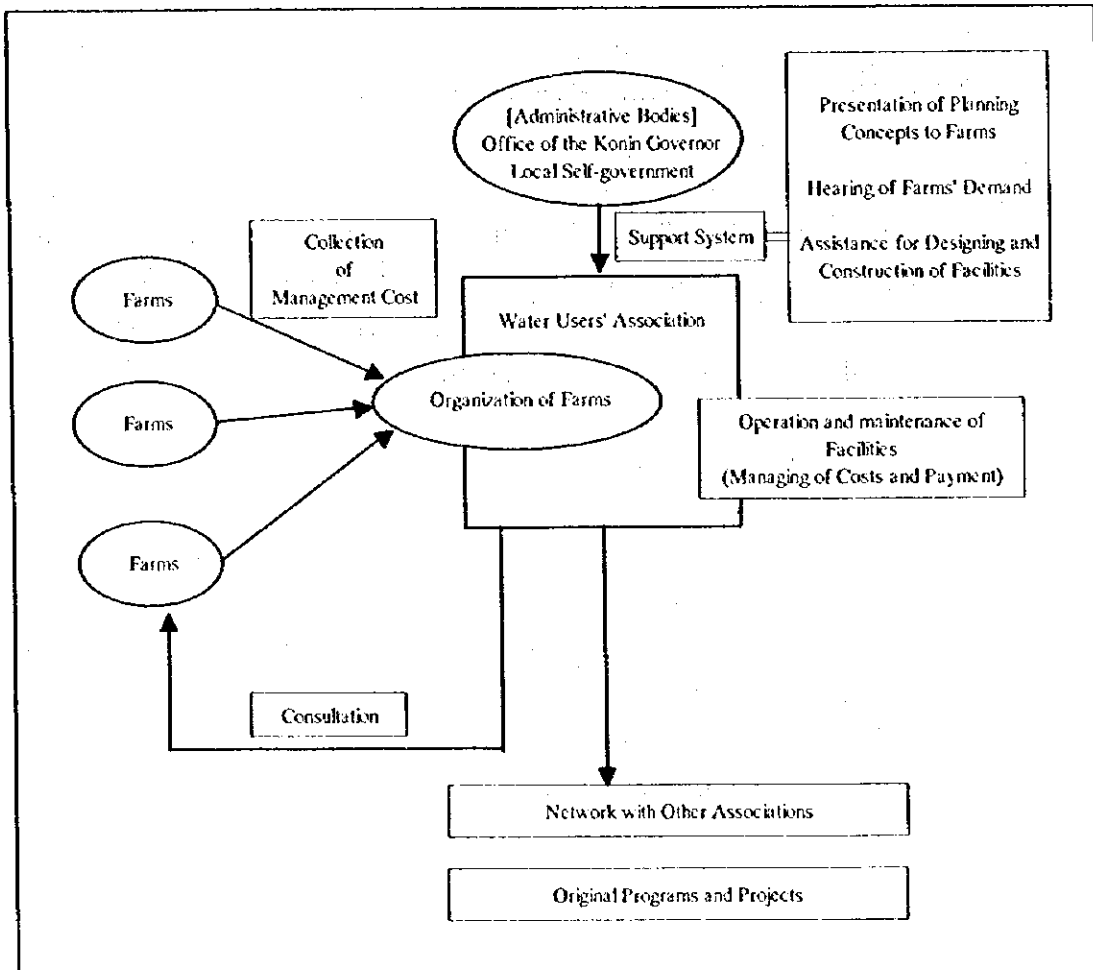 [Administrative Bodies]
Office of the Konin Governor
Local Self-government
Presentation of Planning
Concepts to Farms
Hearing of Farms' Demand
Assistance for Designing and
Construction of Facilities
Support System
Collection
of
Management Cost
Farms
Farms
Farms
Water Users' Association
Organization of Farms
Operation and maintenance of
Facilities
(Managing of Costs and Payment)
Consultation
Network with Other Associations
Original Programs and Projects